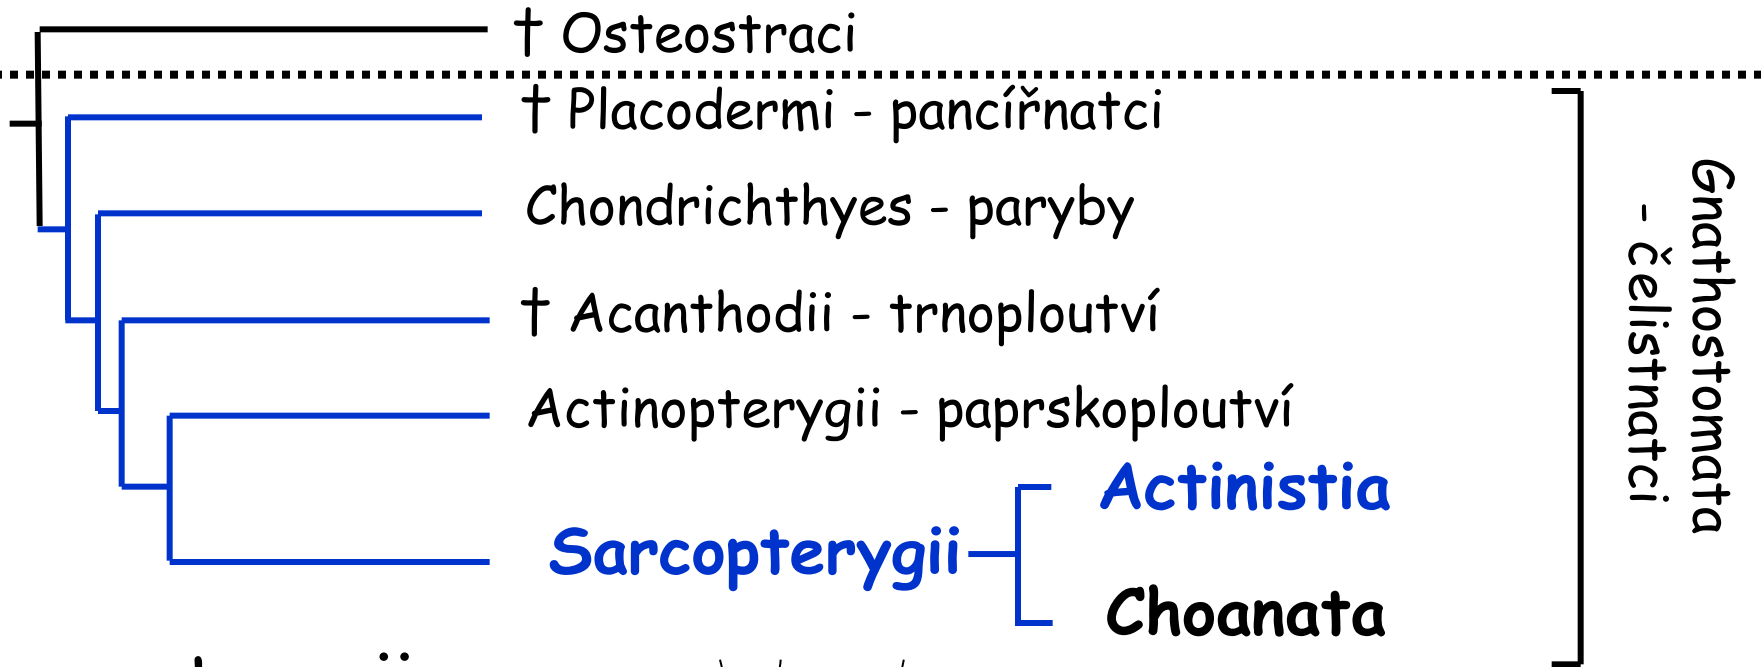 † Osteostraci
† Placodermi - pancířnatci
Chondrichthyes - paryby
† Acanthodii - trnoploutví
Actinopterygii - paprskoploutví
Actinistia
Sarcopterygii
Choanata
Gnathostomata
- čelistnatci